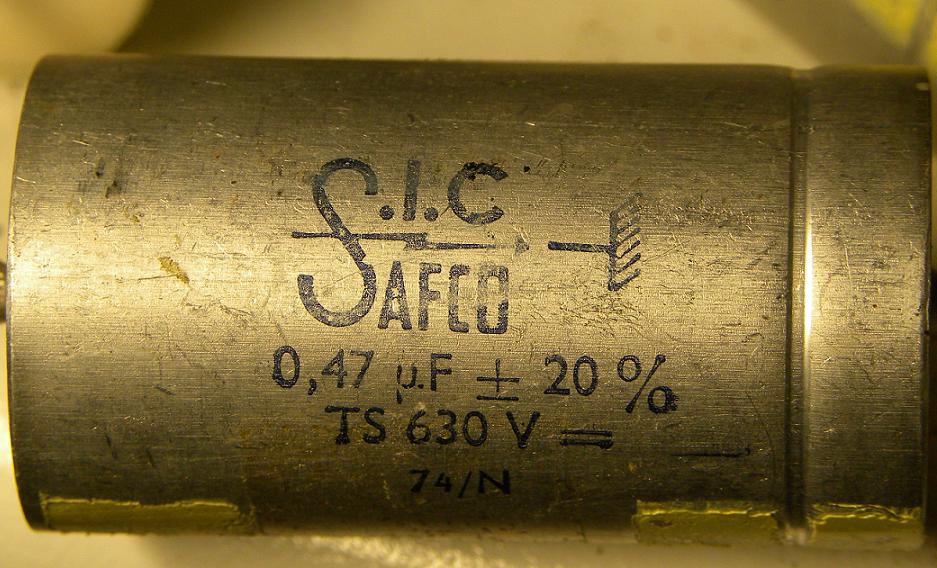 S.I.C
SAFCO
0,47 µF ± 20 %
TS 630 V =
74/N